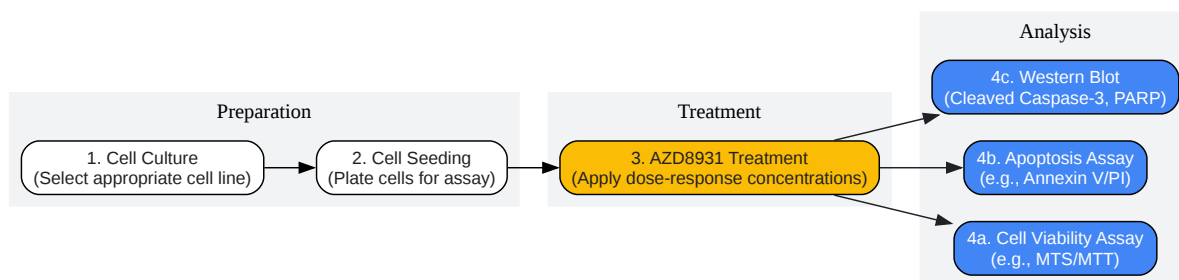 Preparation
1. Cell Culture
(Select appropriate cell line)
2. Cell Seeding
(Plate cells for assay)
Treatment
3. AZD8931 Treatment
(Apply dose-response concentrations)
Analysis
4c. Western Blot
(Cleaved Caspase-3, PARP)
4b. Apoptosis Assay
(e.g., Annexin V/PI)
4a. Cell Viability Assay
(e.g., MTS/MTT)